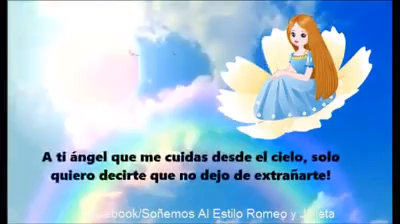 A ti ángel que me cuidas desde el cielo, solo
quiero decirte que no dejo de extrañarte!
book/Soñemos Al Estilo Romeo y Julieta